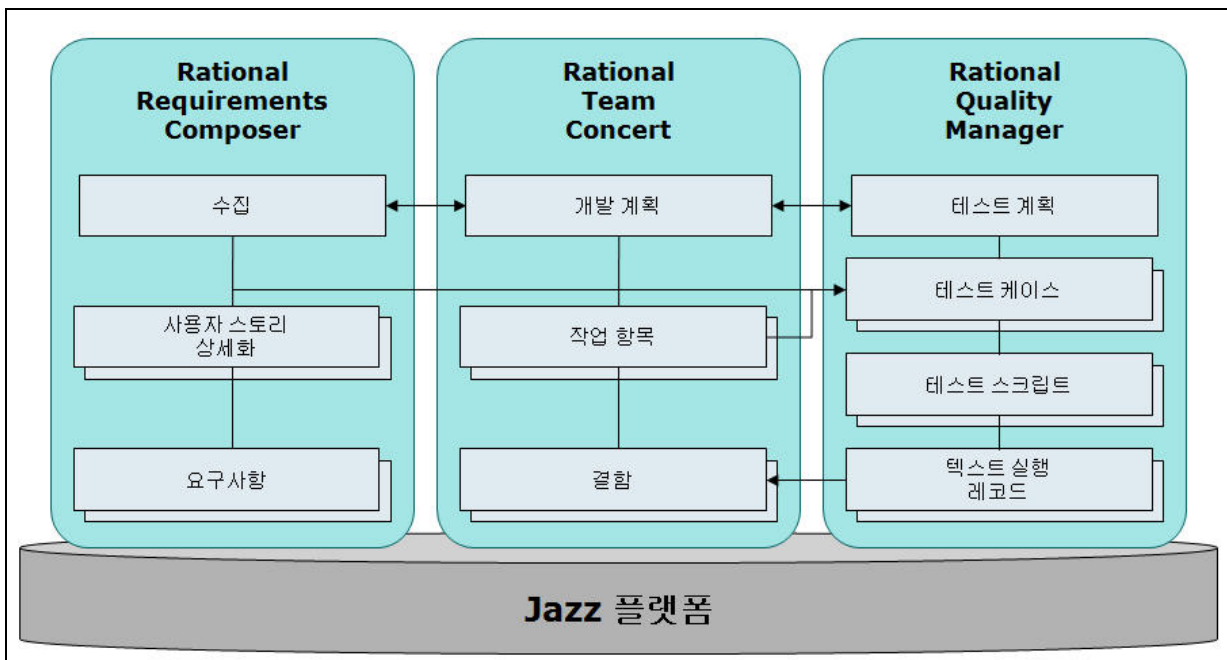 Rational
Requirements
Composer
수집
사용자 스토리
상세화
요구사항
Rational
Team
Concert
개발 계획
작업 항목
결함
Rational
Quality
Manager
테스트 계획
테스트 케이스
테스트 스크립트
텍스트 실행
레코드
Jazz 플랫폼